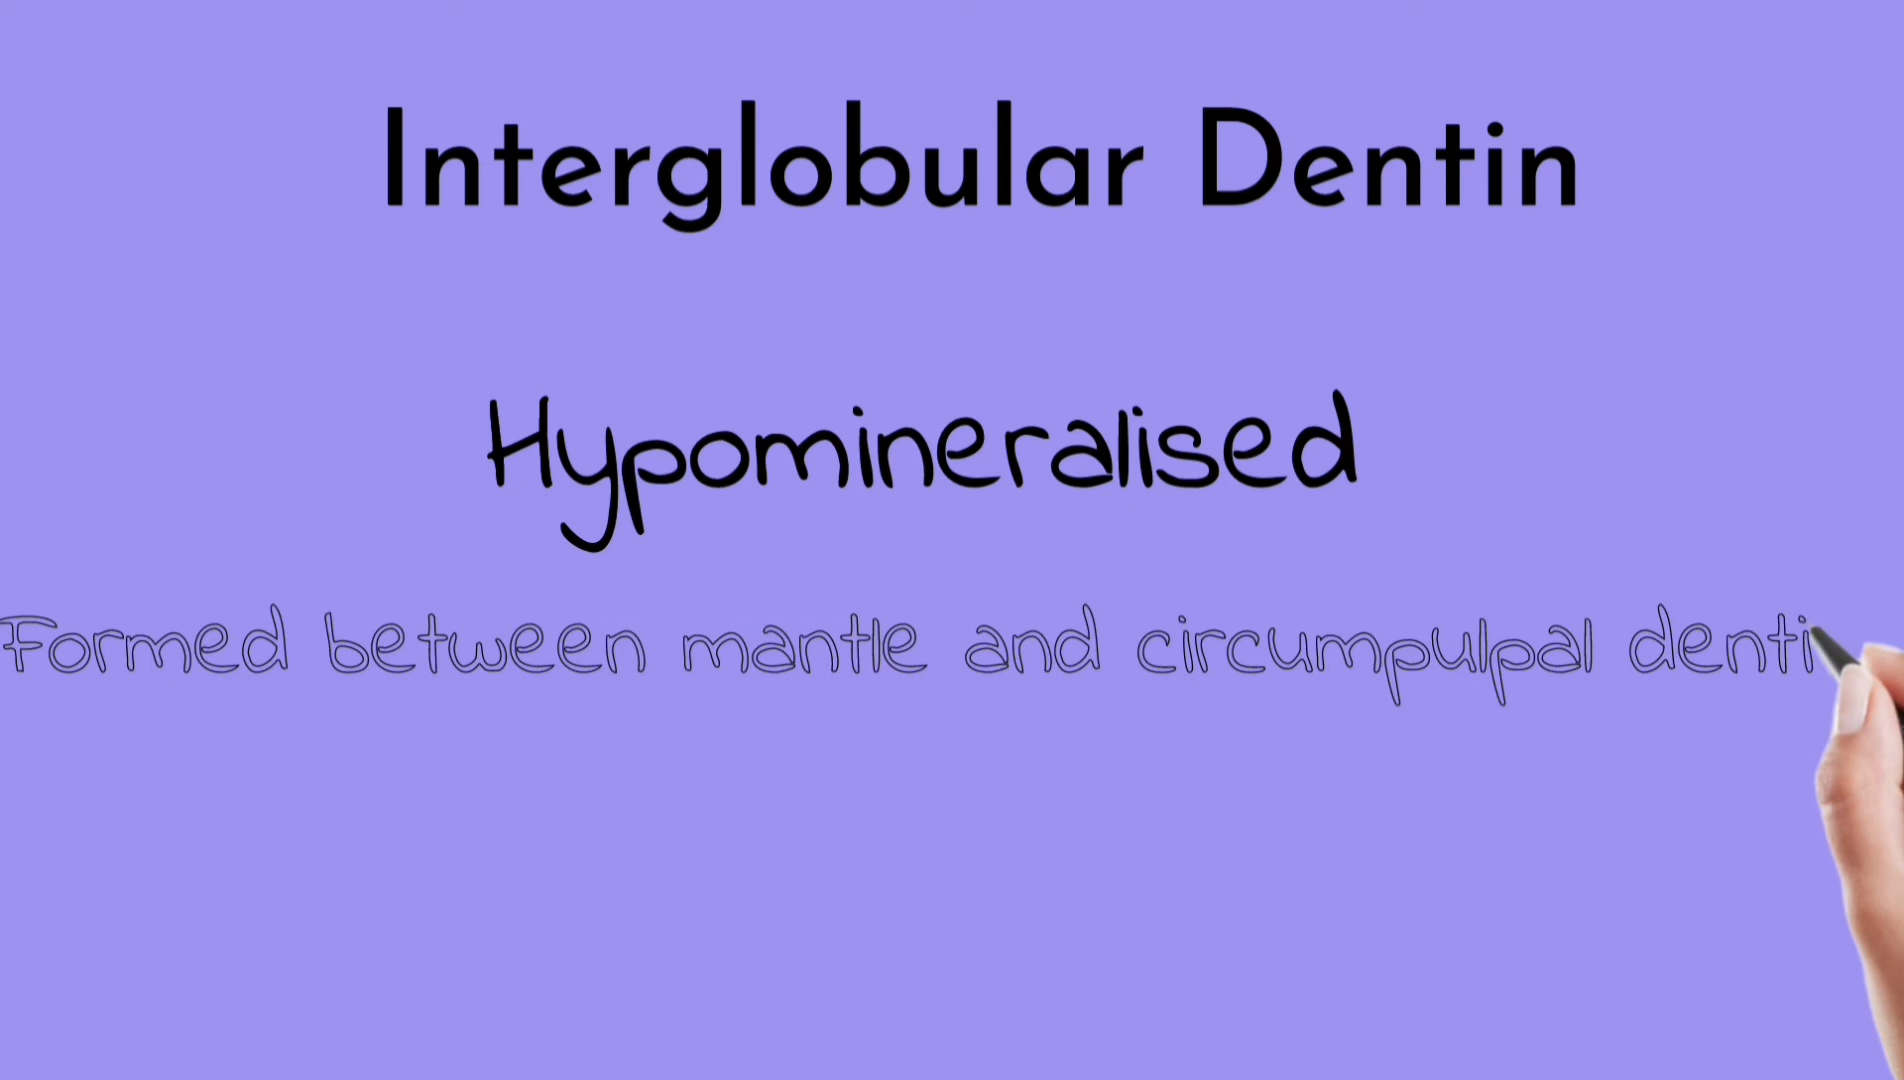 Interglobular Dentin
Hypomineralised
Formed between mantle and circumpulpal denti